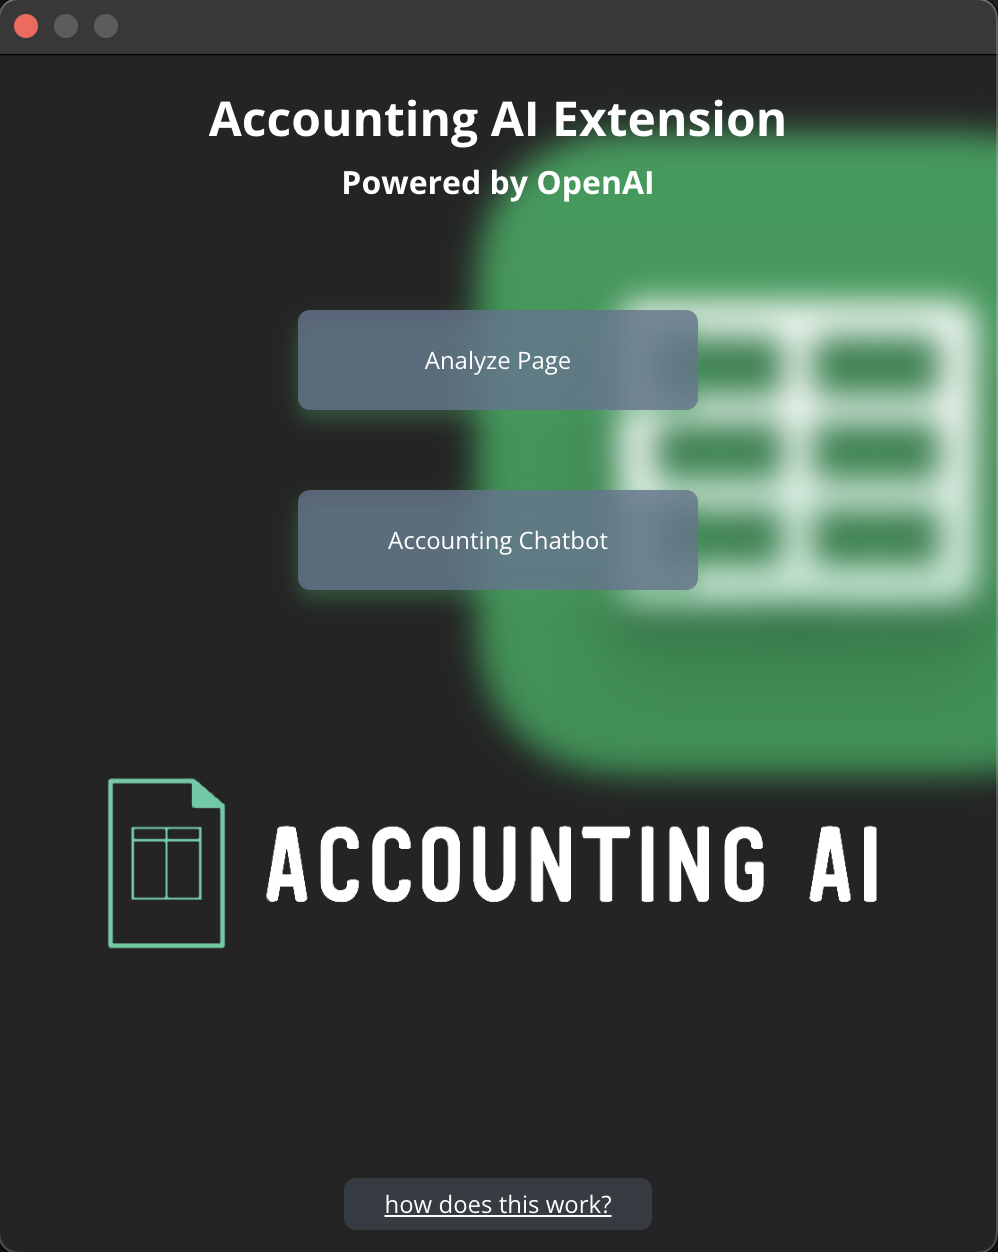 Accounting AI Extension
Powered by OpenAI
Analyze Page
Accounting Chatbot
ACCOUNTING AI
how does this work?